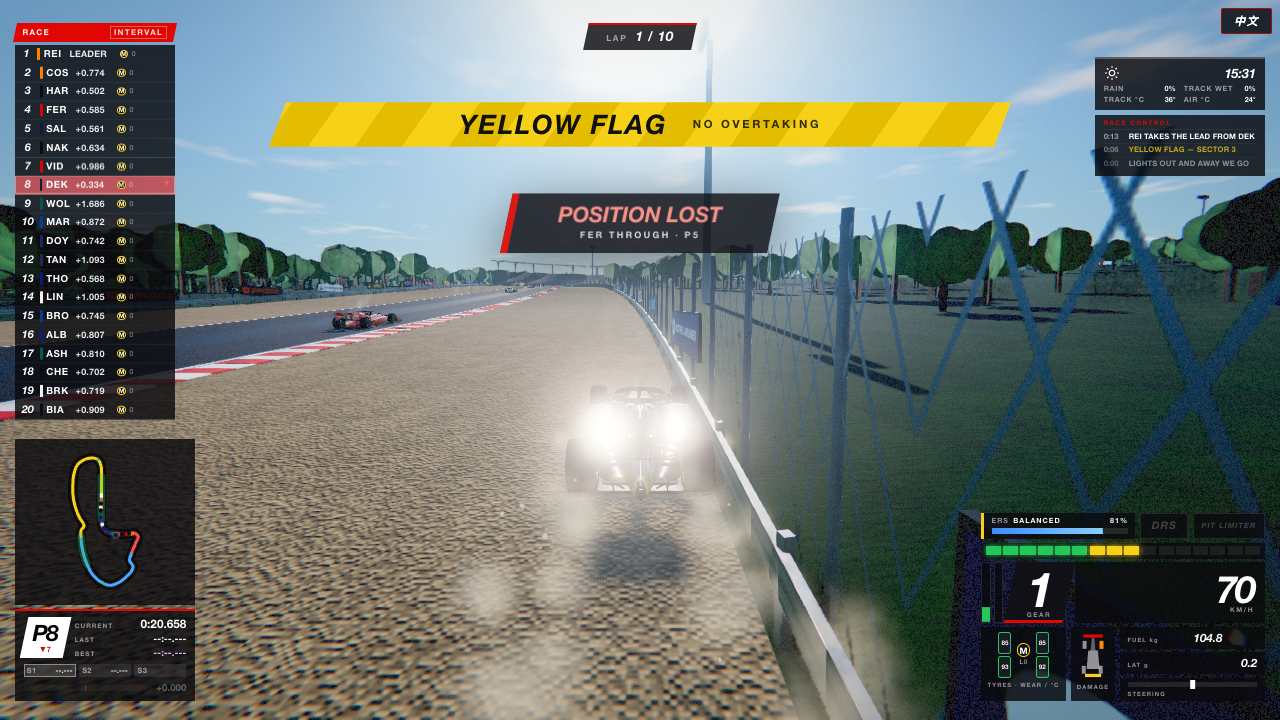 RACE INTERVAL
1 REI LEADER M 0
2 COS +0.774 M 0
3 HAR +0.502 M 0
4 FER +0.585 M 0
5 SAL +0.561 M 0
6 NAK +0.634 M 0
7 VID +0.986 M 0
8 DEK +0.334 M 0
9 WOL +1.686 M 0
10 MAR +0.872 M 0
11 DOY +0.742 M 0
12 TAN +1.093 M 0
13 THO +0.568 M 0
14 LIN +1.005 M 0
15 BRO +0.745 M 0
16 ALB +0.807 M 0
17 ASH +0.810 M 0
18 CHE +0.702 M 0
19 BRK +0.719 M 0
20 BIA +0.909 M 0
LAP 1 / 10
YELLOW FLAG NO OVERTAKING
POSITION LOST
FER THROUGH · P5
中文
15:31
RAIN 0% TRACK WET 0%
TRACK °C 36° AIR °C 24°
RACE CONTROL
0:13 REI TAKES THE LEAD FROM DEK
0:06 YELLOW FLAG — SECTOR 3
0:00 LIGHTS OUT AND AWAY WE GO
P8
▼7
CURRENT 0:20.658
LAST --:--.---
BEST --:--.---
S1 --.--- S2 --.--- S3
+0.000
ERS BALANCED 81%
DRS
PIT LIMITER
1
GEAR
70
KM/H
85 85
M
L0
93 92
TYRES · WEAR / °C
DAMAGE
FUEL kg 104.8
LAT g 0.2
STEERING